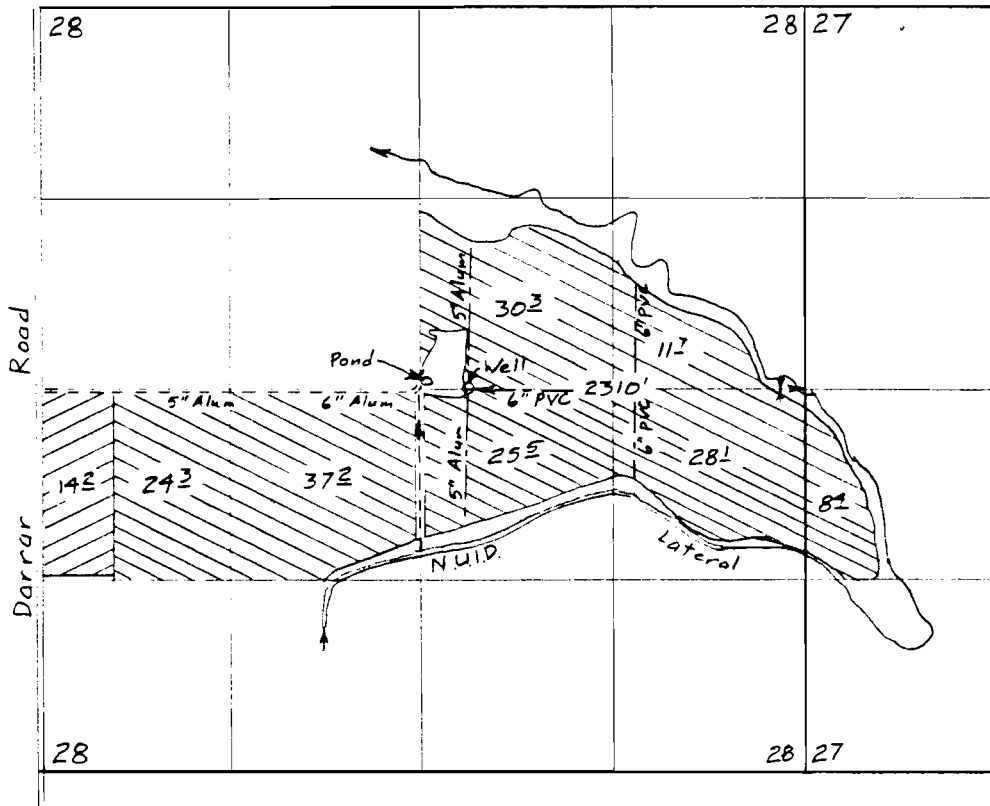 28
28 27
Darrar Road
5" Alum
30 3
6" PVC
11 7
Pond
Well
2310'
5" Alum
6" Alum
6" PVC
6" PVC
14 2
24 3
37 2
5" Alum
25 5
28 1
8 4
N.U.I.D.
Lateral
28
28 27